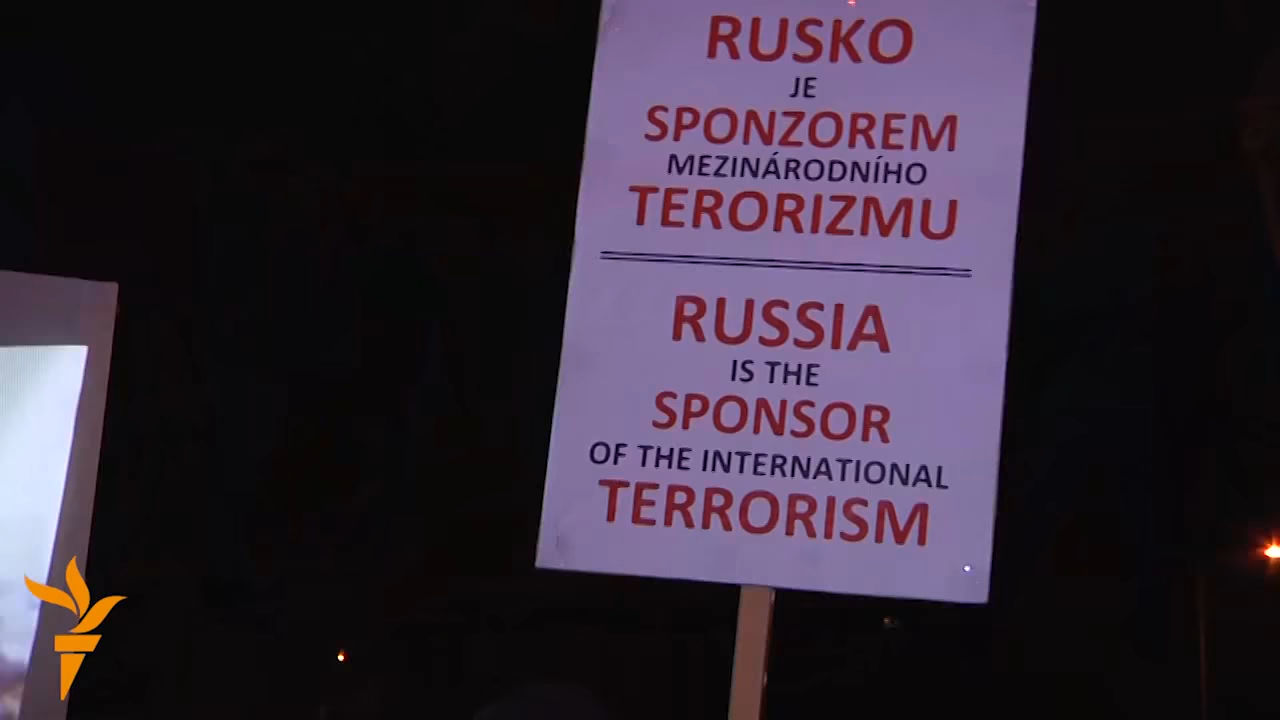 RUSKO
JE
SPONZOREM
MEZINÁRODNÍHO
TERORIZMU
RUSSIA
IS THE
SPONSOR
OF THE INTERNATIONAL
TERRORISM